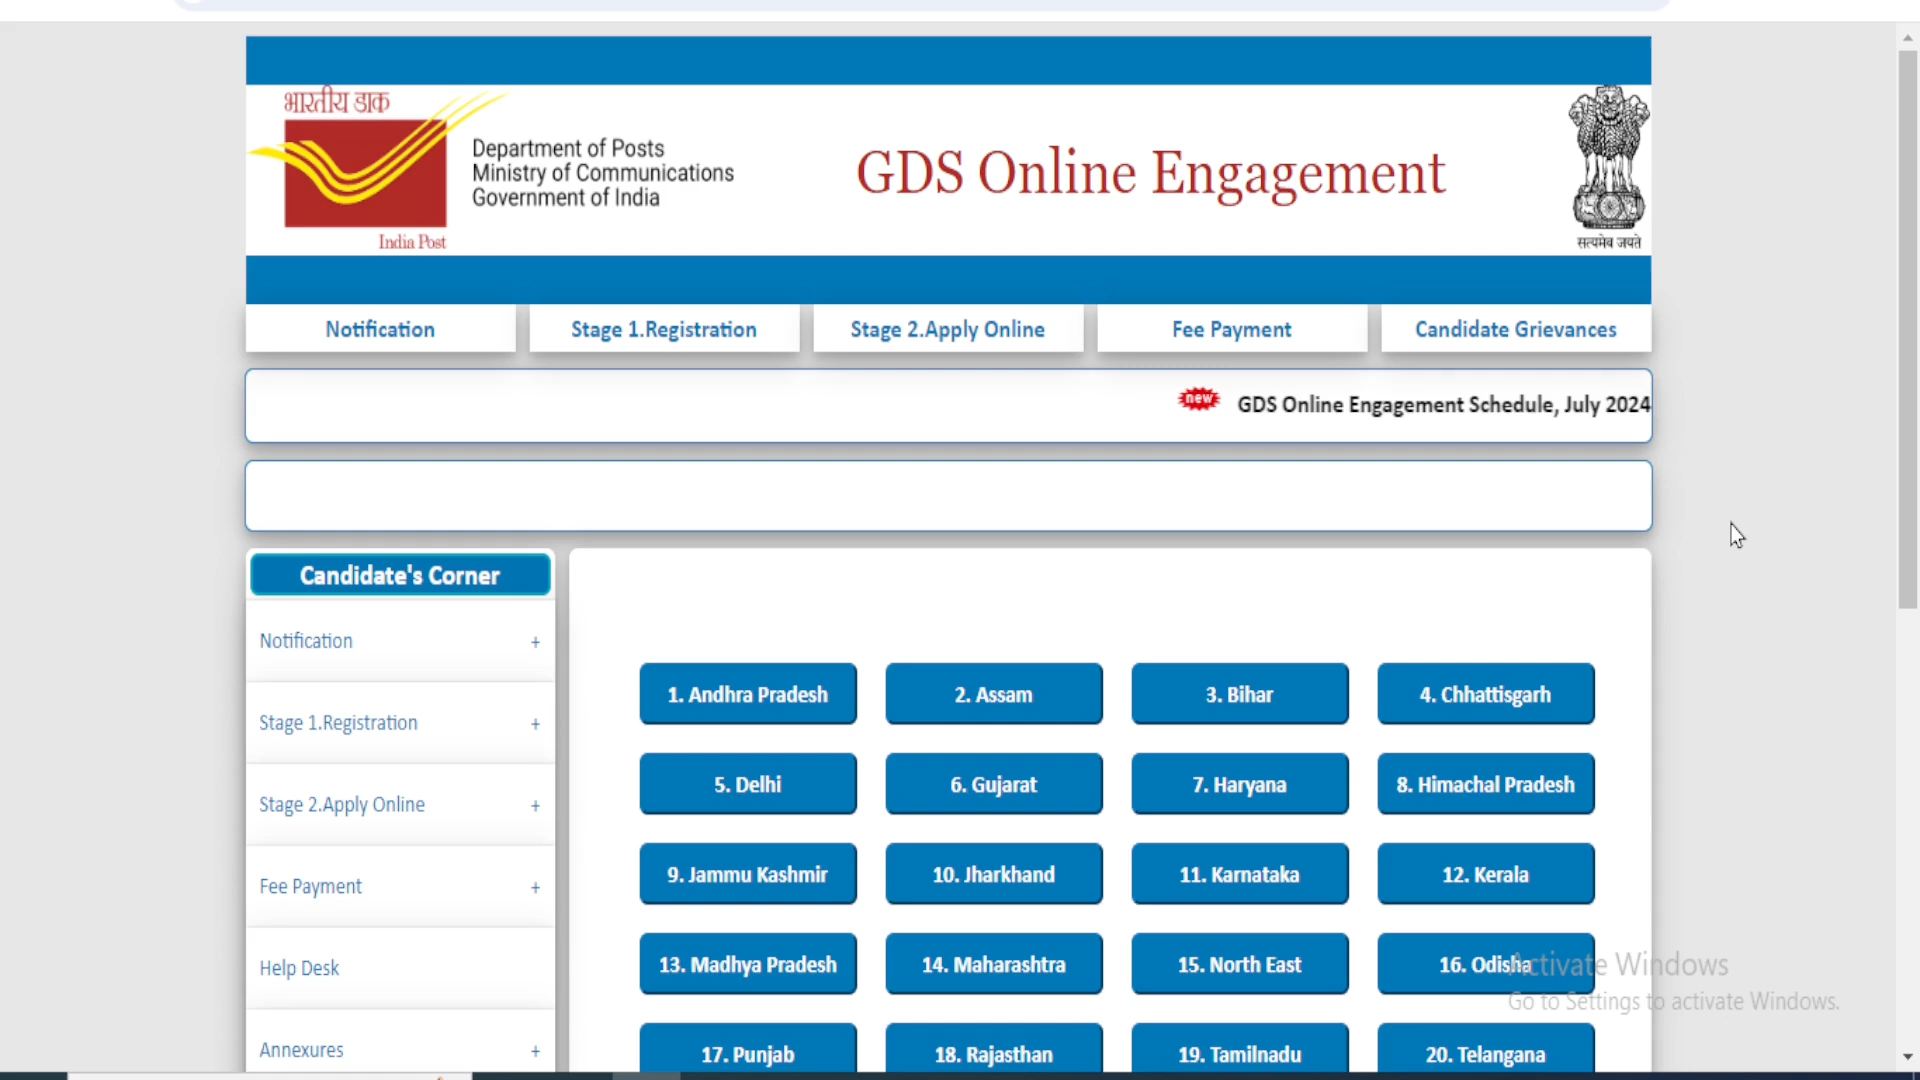 भारतीय डाक
Department of Posts
Ministry of Communications
Government of India
India Post
GDS Online Engagement
सत्यमेव जयते
Notification
Stage 1.Registration
Stage 2.Apply Online
Fee Payment
Candidate Grievances
new GDS Online Engagement Schedule, July 2024
Candidate's Corner
Notification +
Stage 1.Registration +
Stage 2.Apply Online +
Fee Payment +
Help Desk
Annexures +
1. Andhra Pradesh
2. Assam
3. Bihar
4. Chhattisgarh
5. Delhi
6. Gujarat
7. Haryana
8. Himachal Pradesh
9. Jammu Kashmir
10. Jharkhand
11. Karnataka
12. Kerala
13. Madhya Pradesh
14. Maharashtra
15. North East
16. Odisha
17. Punjab
18. Rajasthan
19. Tamilnadu
20. Telangana
Activate Windows
Go to Settings to activate Windows.